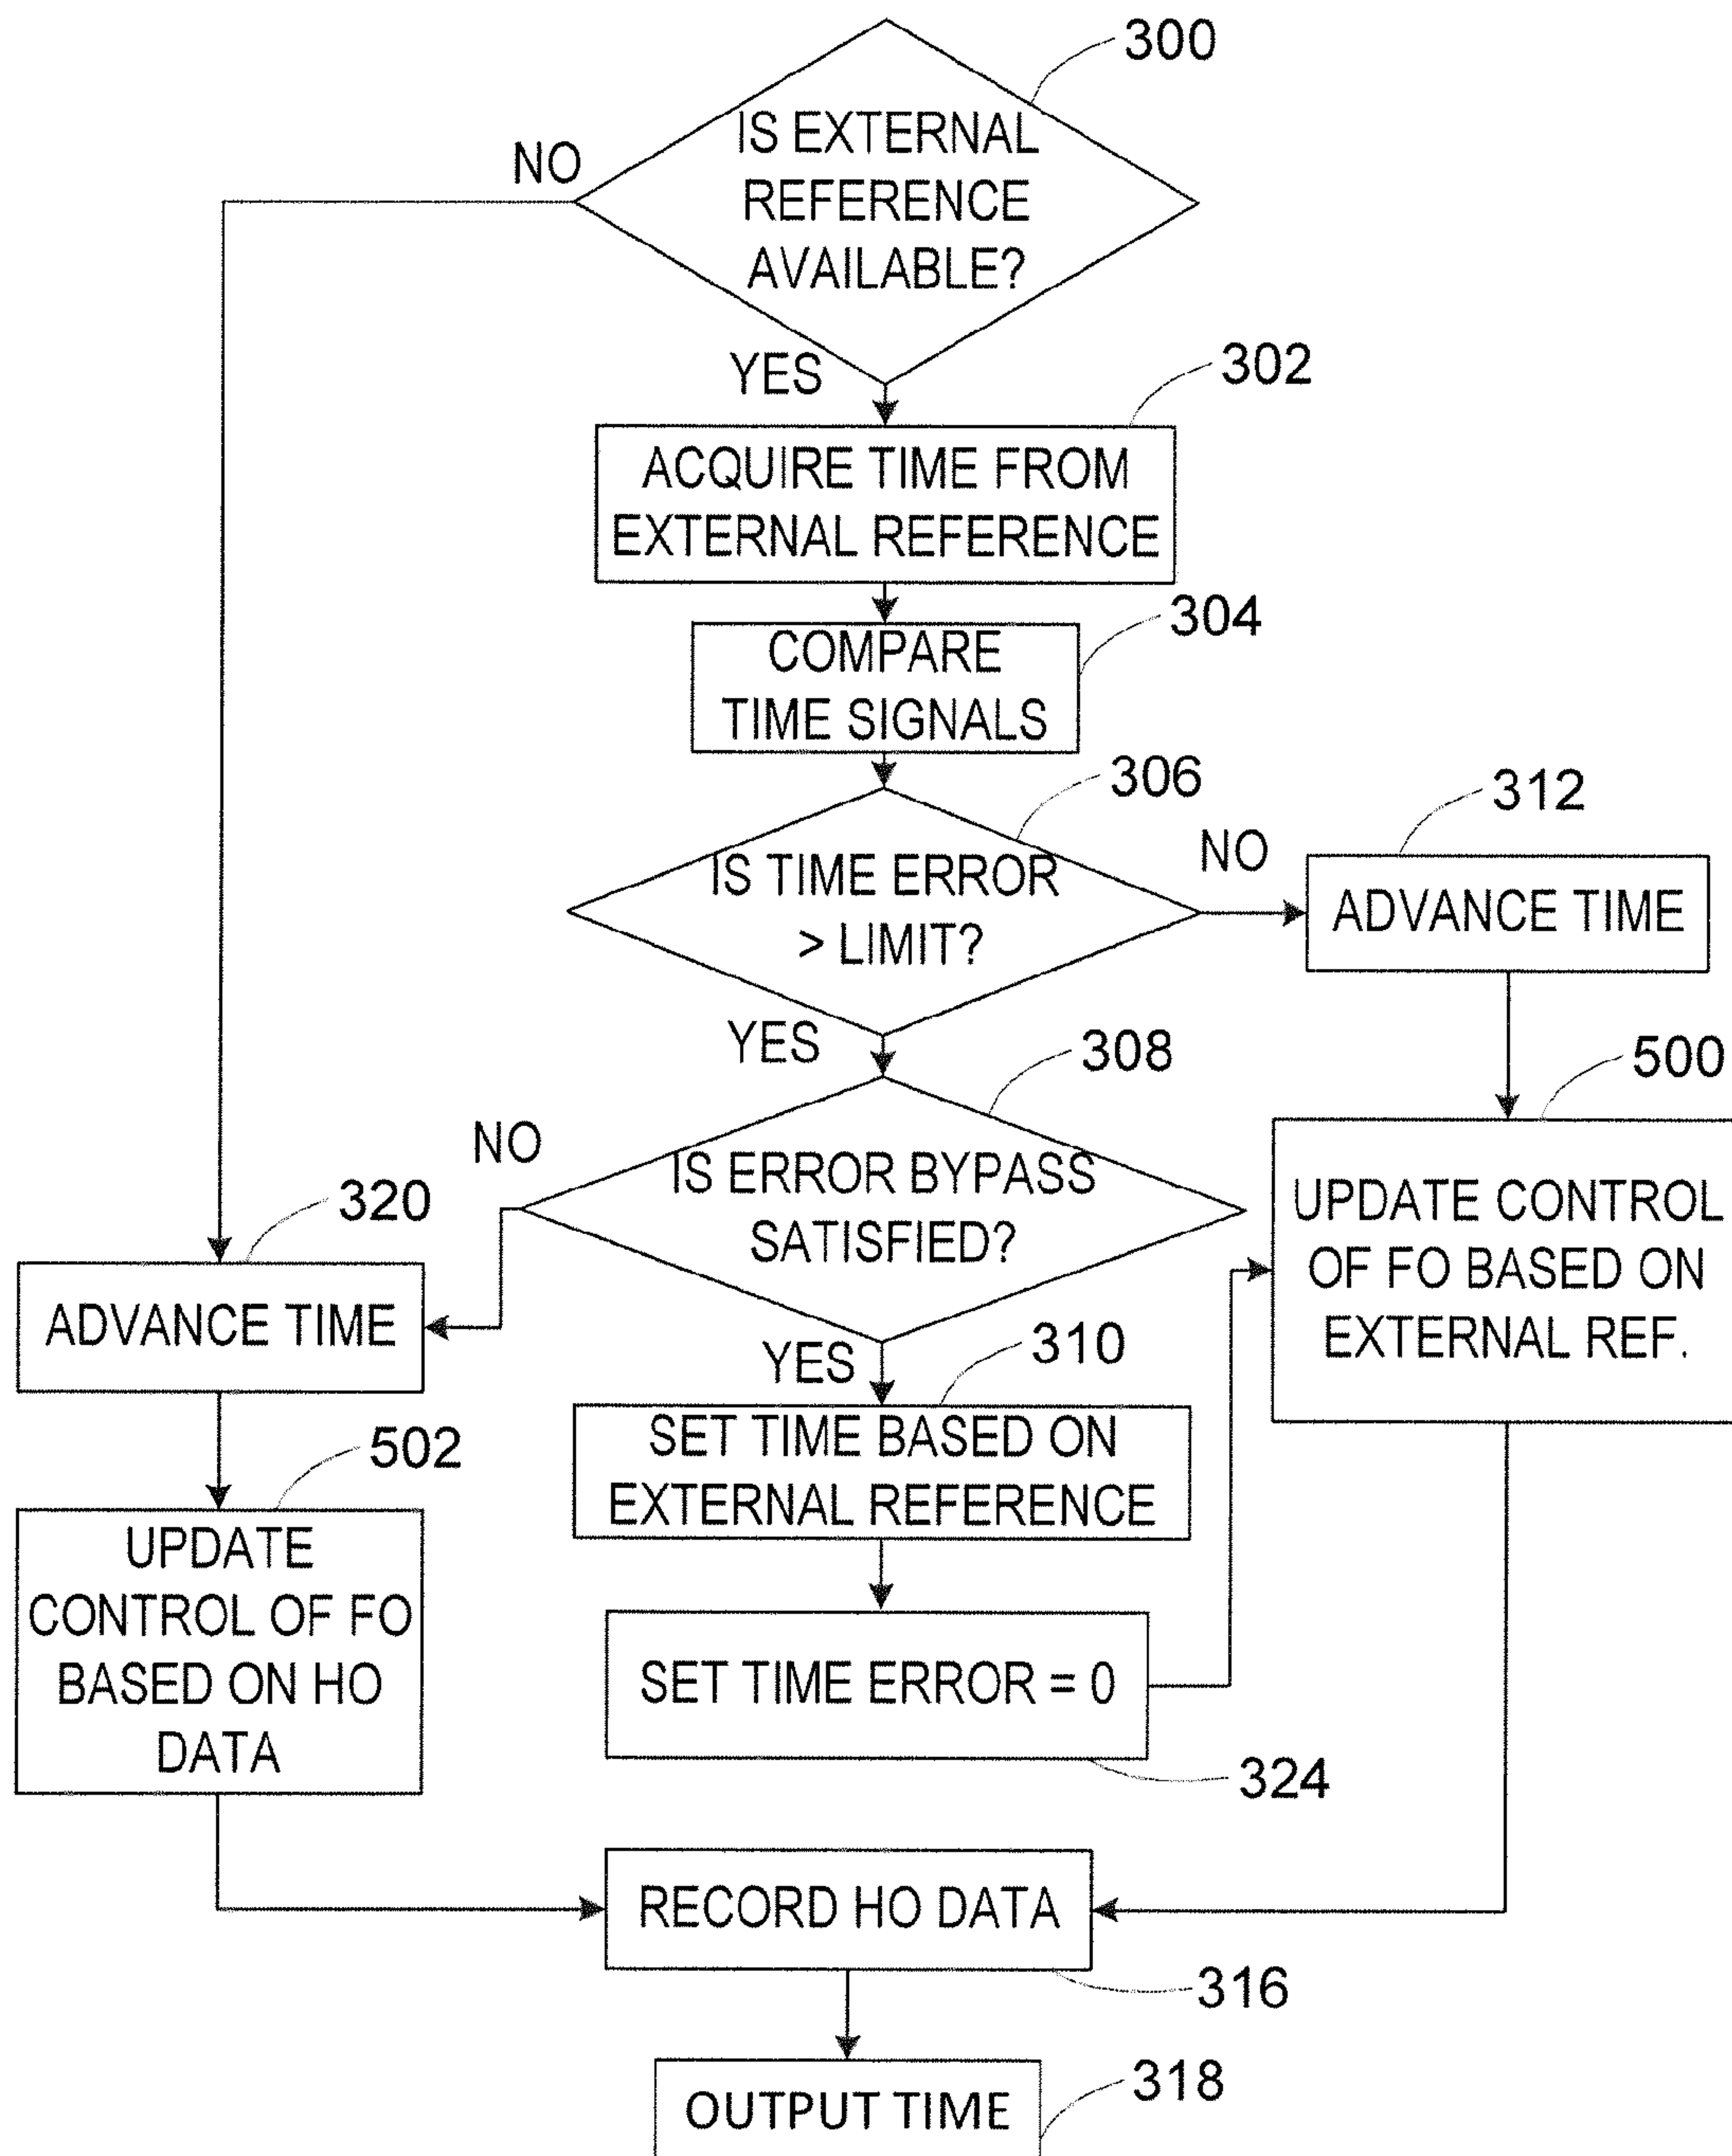 300
IS EXTERNAL
REFERENCE
AVAILABLE?
NO
YES
302
ACQUIRE TIME FROM
EXTERNAL REFERENCE
304
COMPARE
TIME SIGNALS
306
IS TIME ERROR
> LIMIT?
NO
312
ADVANCE TIME
YES
308
IS ERROR BYPASS
SATISFIED?
NO
500
UPDATE CONTROL
OF FO BASED ON
EXTERNAL REF.
320
ADVANCE TIME
YES
310
SET TIME BASED ON
EXTERNAL REFERENCE
502
UPDATE
CONTROL OF FO
BASED ON HO
DATA
SET TIME ERROR = 0
324
RECORD HO DATA
316
OUTPUT TIME
318